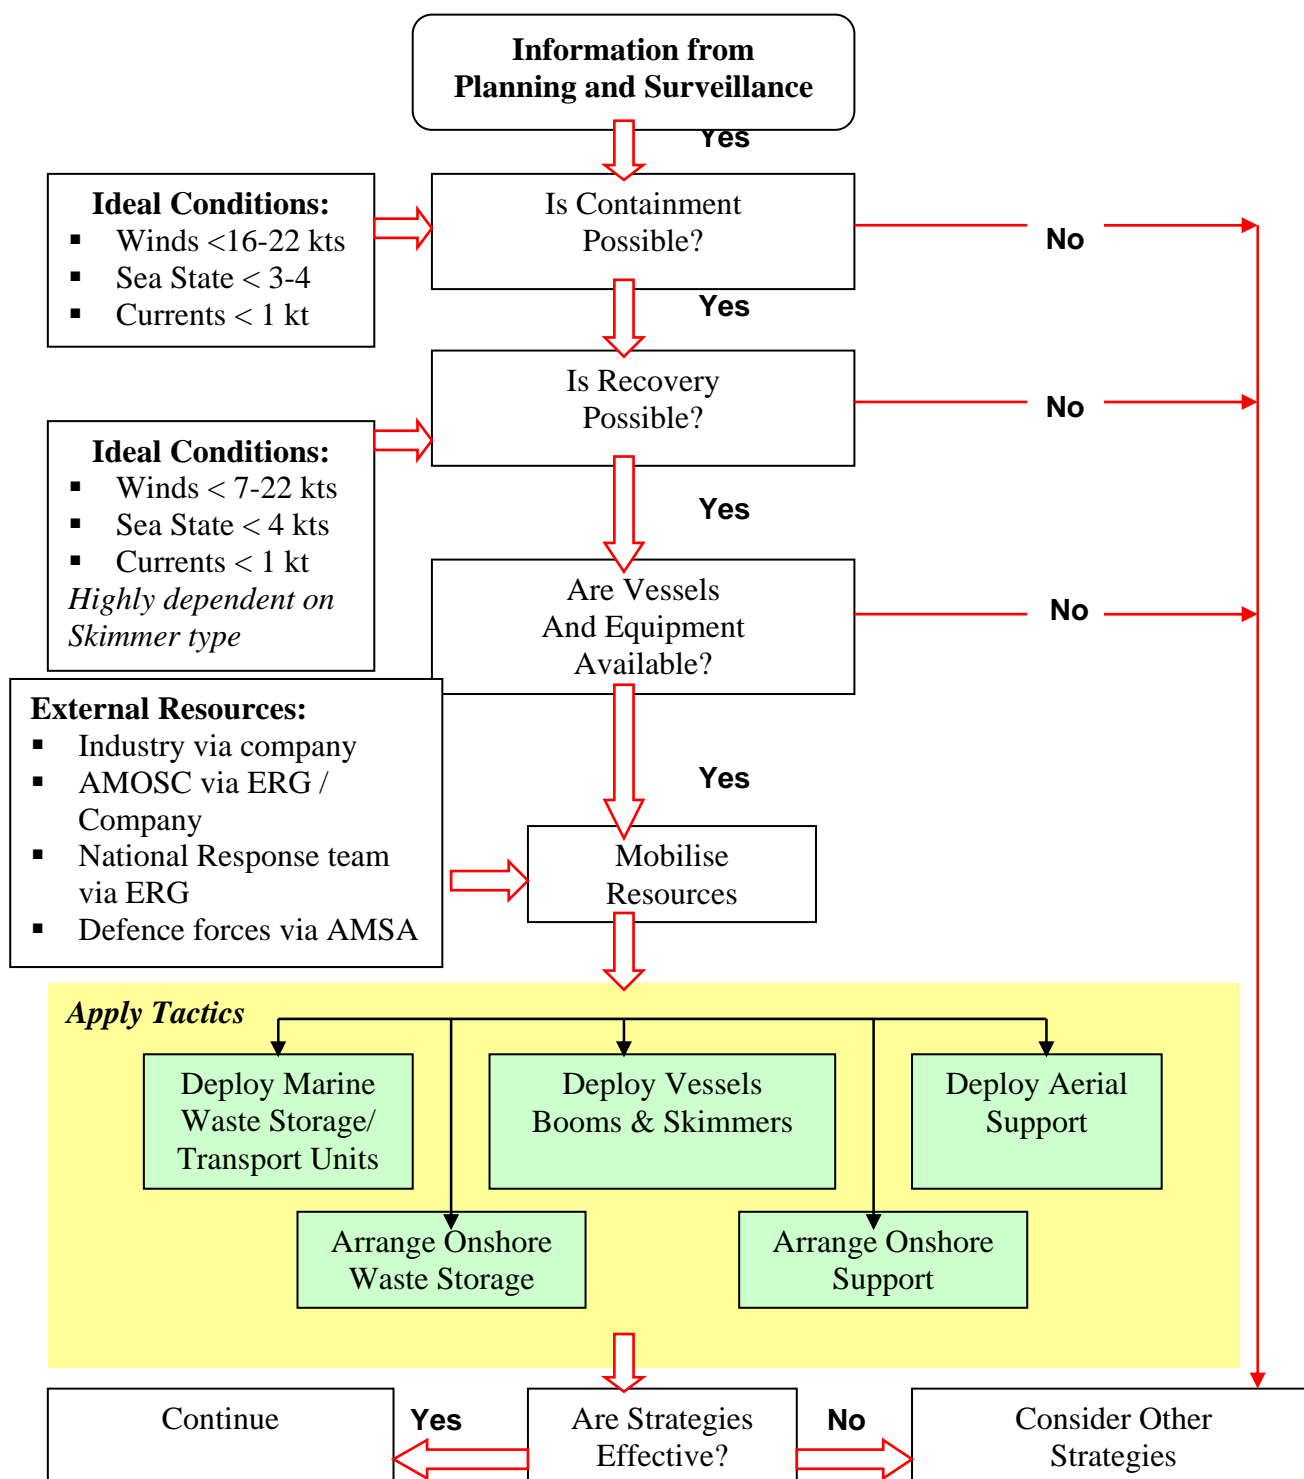 Information from
Planning and Surveillance
Yes
Ideal Conditions:
▪ Winds <16-22 kts
▪ Sea State < 3-4
▪ Currents < 1 kt
Is Containment
Possible?
No
Yes
Is Recovery
Possible?
No
Ideal Conditions:
▪ Winds < 7-22 kts
▪ Sea State < 4 kts
▪ Currents < 1 kt
Highly dependent on
Skimmer type
Yes
Are Vessels
And Equipment
Available?
No
External Resources:
▪ Industry via company
▪ AMOSC via ERG /
Company
▪ National Response team
via ERG
▪ Defence forces via AMSA
Yes
Mobilise
Resources
Apply Tactics
Deploy Marine
Waste Storage/
Transport Units
Deploy Vessels
Booms & Skimmers
Deploy Aerial
Support
Arrange Onshore
Waste Storage
Arrange Onshore
Support
Continue
Yes
Are Strategies
Effective?
No
Consider Other
Strategies